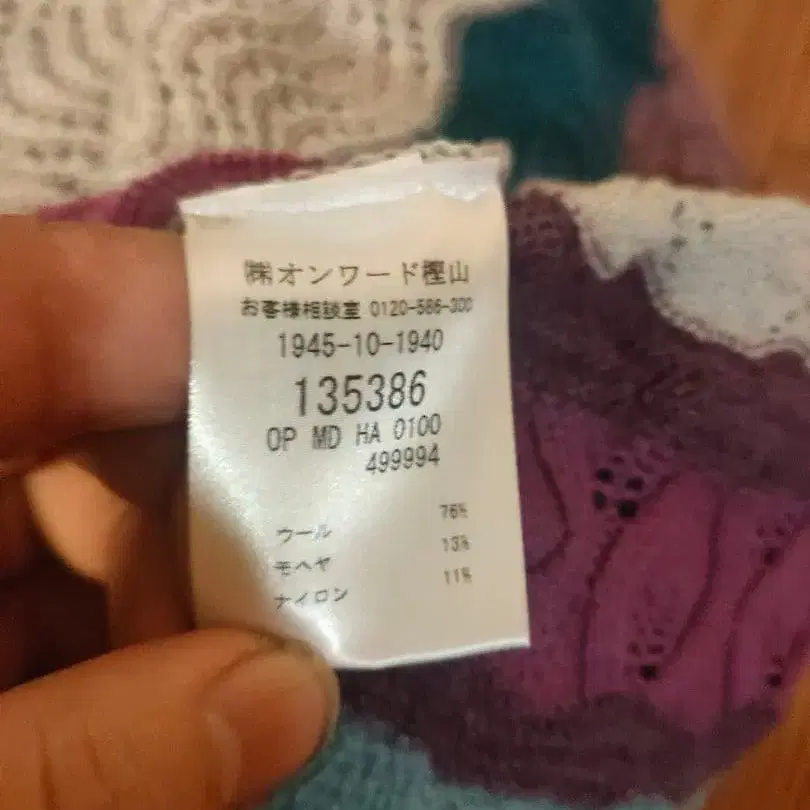 ㈱オンワード樫山
お客様相談室 0120-586-300
1945-10-1940
135386
OP MD HA 0100
499994
ウール 76%
モヘヤ 13%
ナイロン 11%